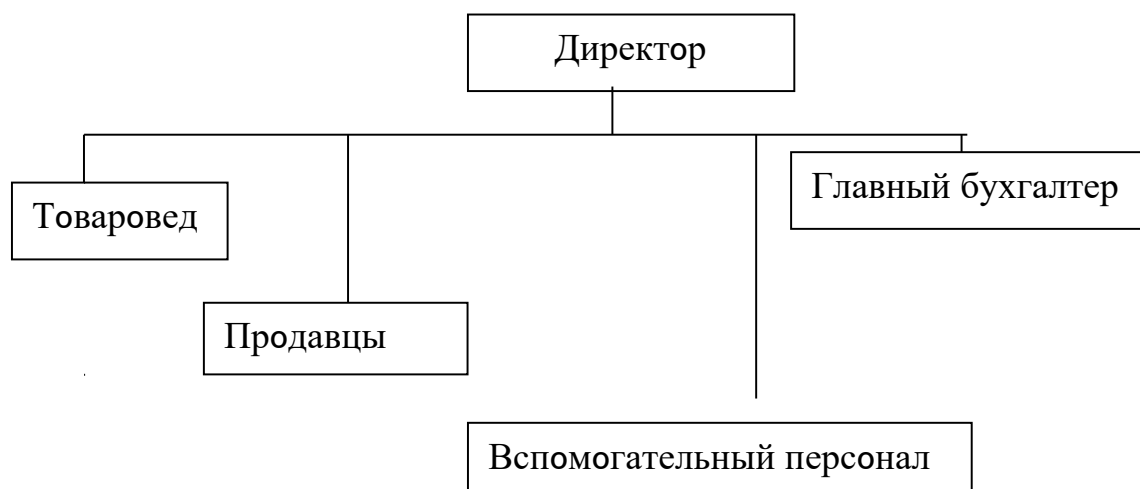 Директор
Главный бухгалтер
Товаровед
Продавцы
Вспомогательный персонал